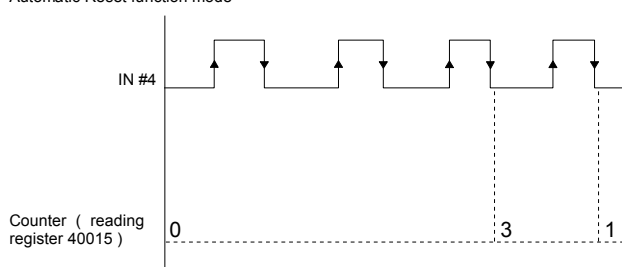 Automatic Reset function mode
IN #4
Counter ( reading
register 40015 )
0
3
1